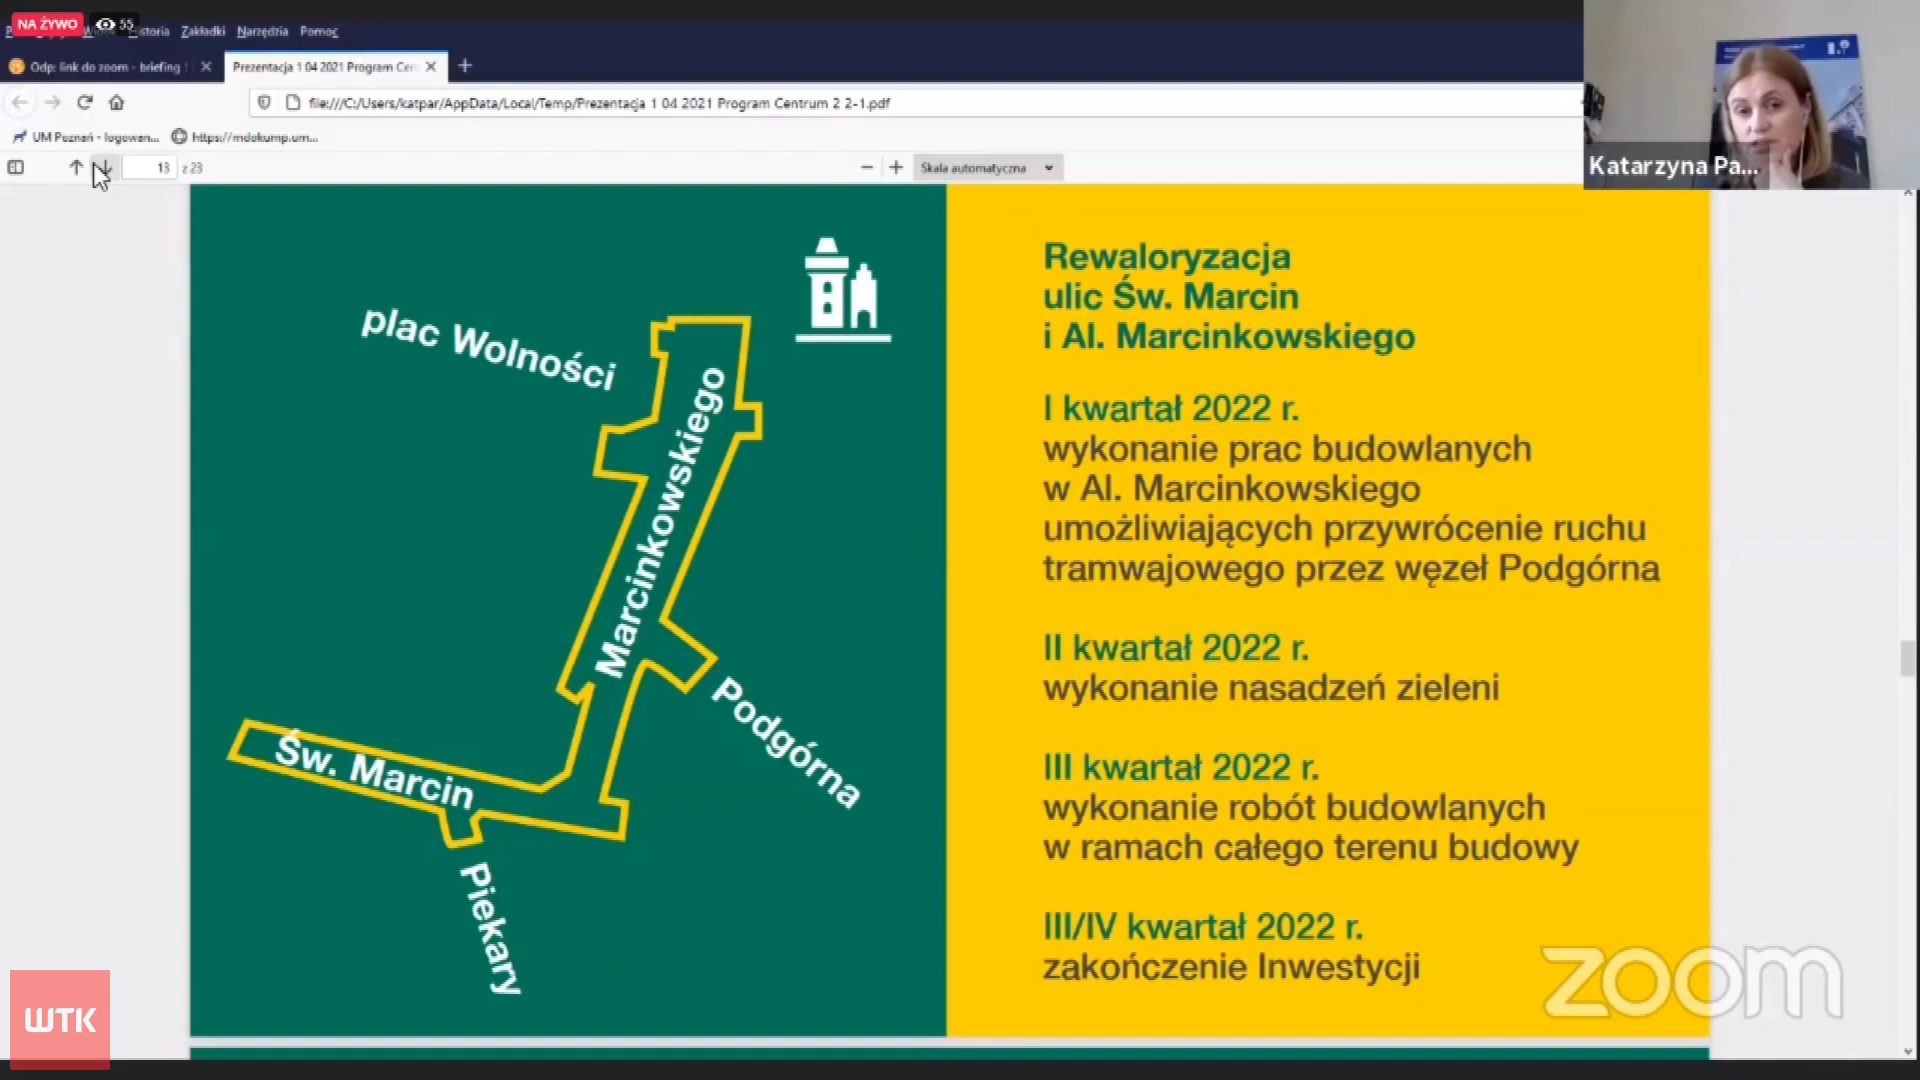 NA ŻYWO 55
Historia Zakładki Narzędzia Pomoc
Odp: link do zoom - briefing 1
Prezentacja 1 04 2021 Program Cen
file:///C:/Users/katpar/AppData/Local/Temp/Prezentacja 1 04 2021 Program Centrum 2 2-1.pdf
UM Poznań - logowan... https://mdokump.um...
13 z 23
Skala automatyczna
Katarzyna Pa...
plac Wolności
Marcinkowskiego
Podgórna
Św. Marcin
Piekary
Rewaloryzacja
ulic Św. Marcin
i Al. Marcinkowskiego
I kwartał 2022 r.
wykonanie prac budowlanych
w Al. Marcinkowskiego
umożliwiających przywrócenie ruchu
tramwajowego przez węzeł Podgórna
II kwartał 2022 r.
wykonanie nasadzeń zieleni
III kwartał 2022 r.
wykonanie robót budowlanych
w ramach całego terenu budowy
III/IV kwartał 2022 r.
zakończenie Inwestycji
zoom
WTK